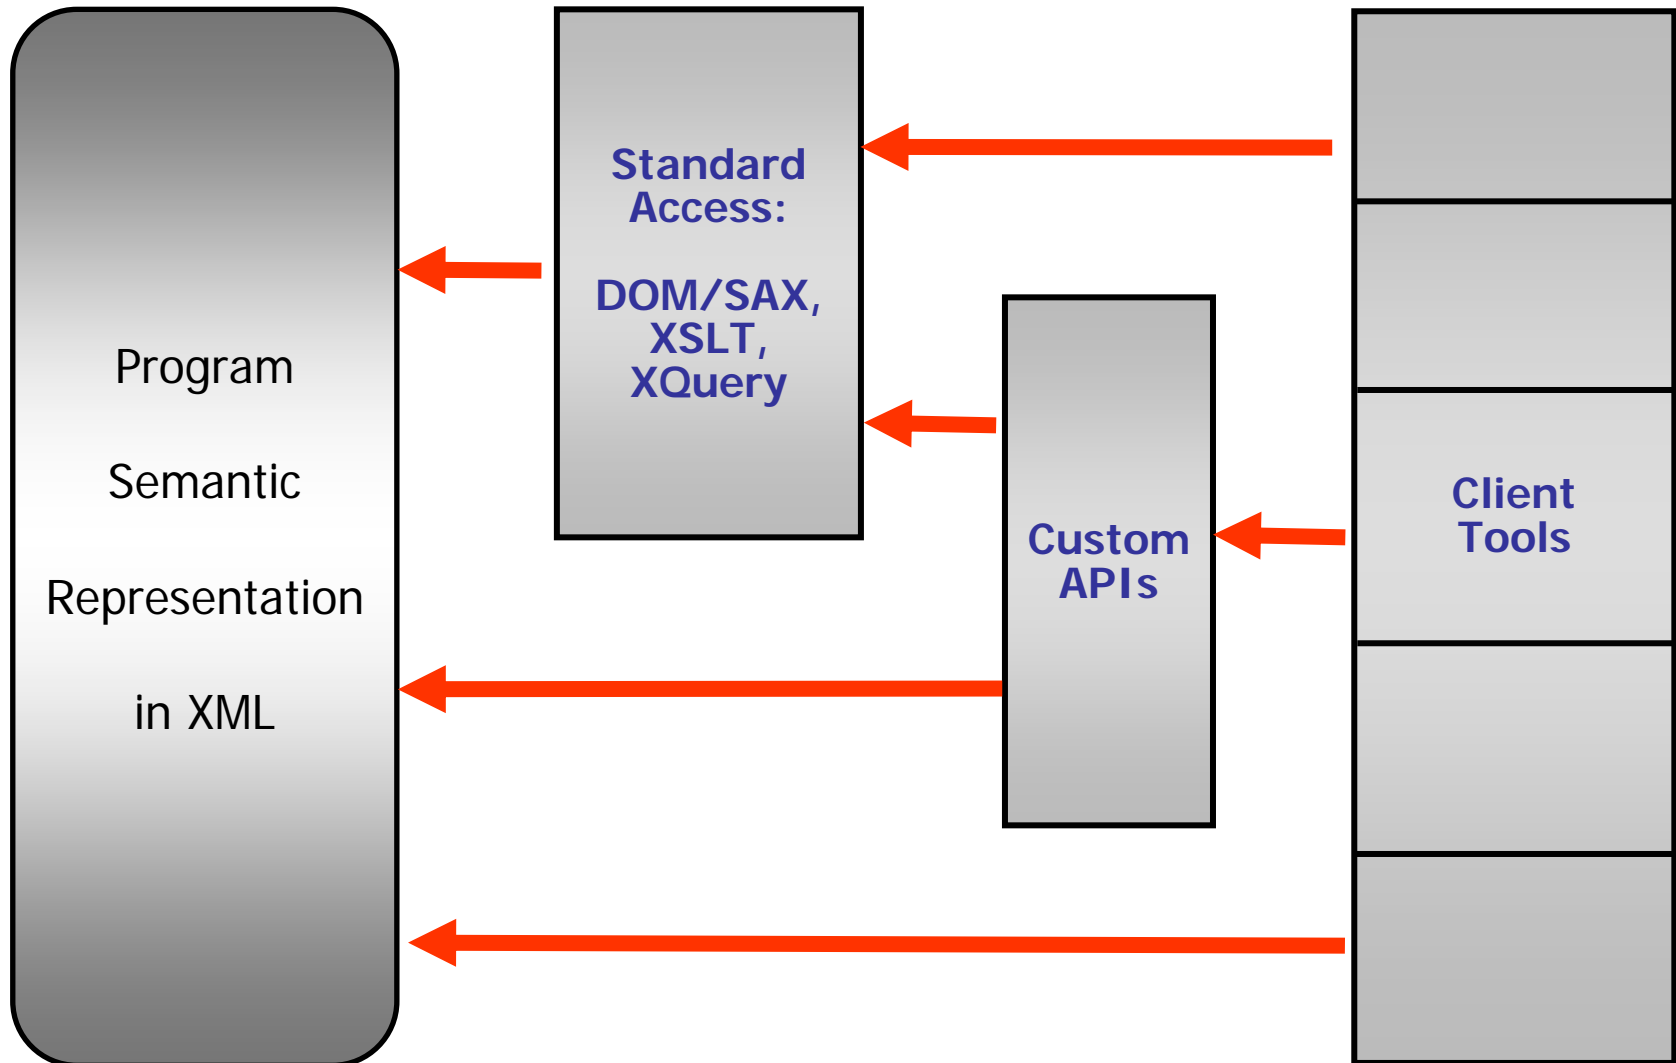 Program
Semantic
Representation
in XML
Standard
Access:
DOM/SAX,
XSLT,
XQuery
Custom
APIs
Client
Tools